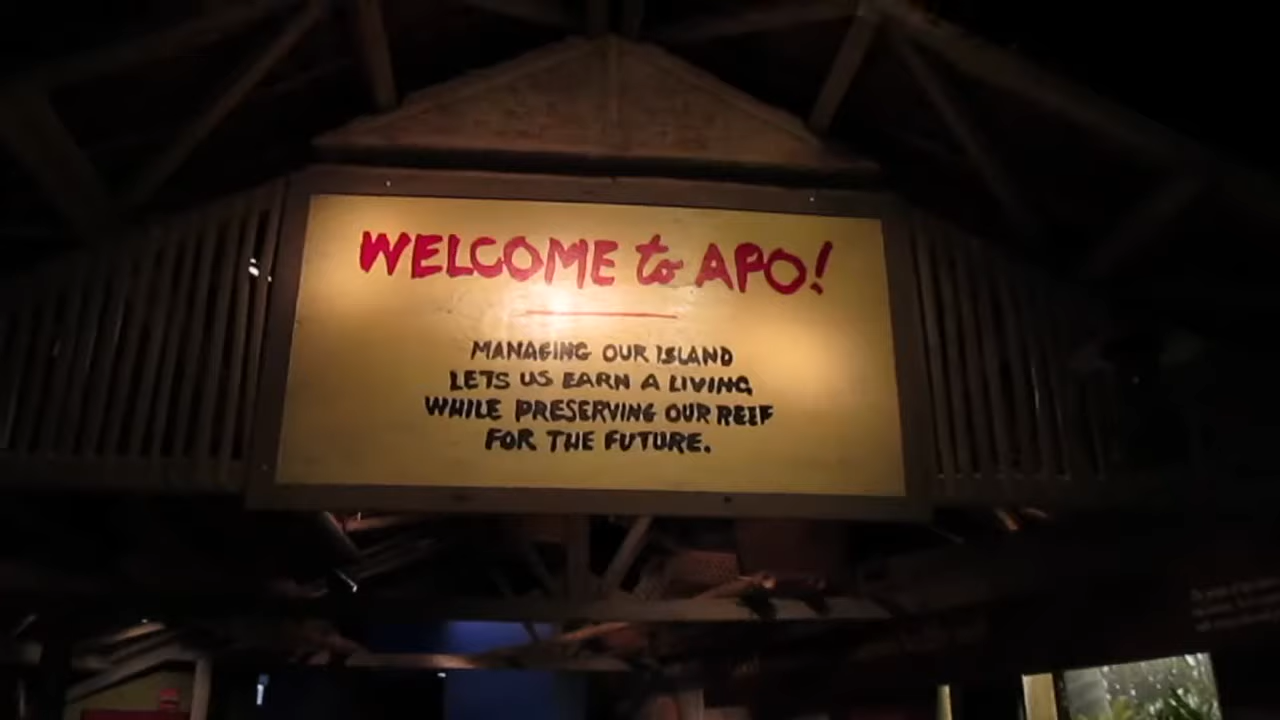 WELCOME to APO!
MANAGING OUR ISLAND
LETS US EARN A LIVING
WHILE PRESERVING OUR REEF
FOR THE FUTURE.